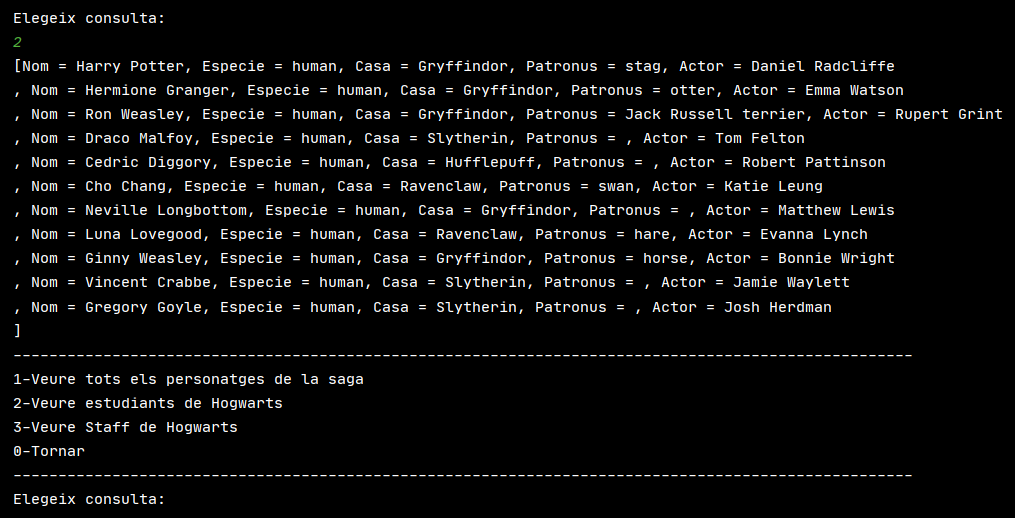 Elegeix consulta:
2
[Nom = Harry Potter, Especie = human, Casa = Gryffindor, Patronus = stag, Actor = Daniel Radcliffe
, Nom = Hermione Granger, Especie = human, Casa = Gryffindor, Patronus = otter, Actor = Emma Watson
, Nom = Ron Weasley, Especie = human, Casa = Gryffindor, Patronus = Jack Russell terrier, Actor = Rupert Grint
, Nom = Draco Malfoy, Especie = human, Casa = Slytherin, Patronus = , Actor = Tom Felton
, Nom = Cedric Diggory, Especie = human, Casa = Hufflepuff, Patronus = , Actor = Robert Pattinson
, Nom = Cho Chang, Especie = human, Casa = Ravenclaw, Patronus = swan, Actor = Katie Leung
, Nom = Neville Longbottom, Especie = human, Casa = Gryffindor, Patronus = , Actor = Matthew Lewis
, Nom = Luna Lovegood, Especie = human, Casa = Ravenclaw, Patronus = hare, Actor = Evanna Lynch
, Nom = Ginny Weasley, Especie = human, Casa = Gryffindor, Patronus = horse, Actor = Bonnie Wright
, Nom = Vincent Crabbe, Especie = human, Casa = Slytherin, Patronus = , Actor = Jamie Waylett
, Nom = Gregory Goyle, Especie = human, Casa = Slytherin, Patronus = , Actor = Josh Herdman
]
----------------------------------------------------------------------------------------------------
1-Veure tots els personatges de la saga
2-Veure estudiants de Hogwarts
3-Veure Staff de Hogwarts
0-Tornar
----------------------------------------------------------------------------------------------------
Elegeix consulta: